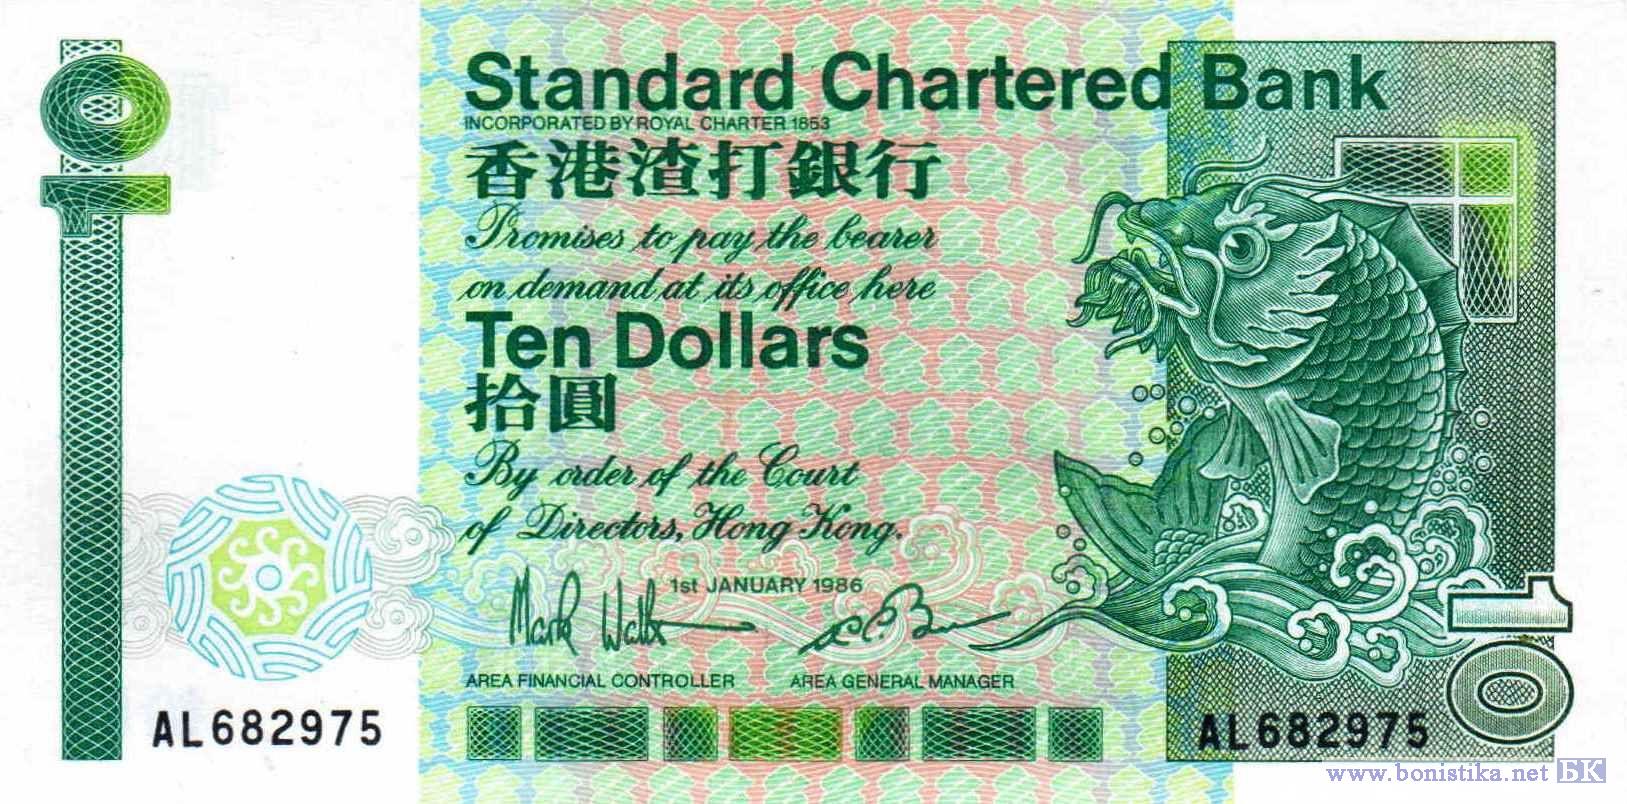 10
Standard Chartered Bank
INCORPORATED BY ROYAL CHARTER 1853
香港渣打銀行
Promises to pay the bearer
on demand at its office here
Ten Dollars
拾圓
By order of the Court
of Directors, Hong Kong.
1st JANUARY 1986
AREA FINANCIAL CONTROLLER
AREA GENERAL MANAGER
AL682975
AL682975
10
www.bonistika.net БК